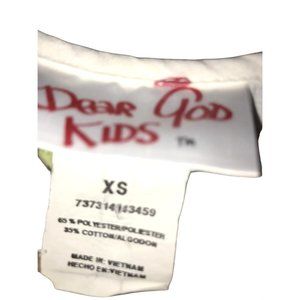 Dear God
Kids ™
XS
737314143459
65% POLYESTER/POLIESTER
35% COTTON/ALGODON
MADE IN: VIETNAM
HECHO EN: VIETNAM